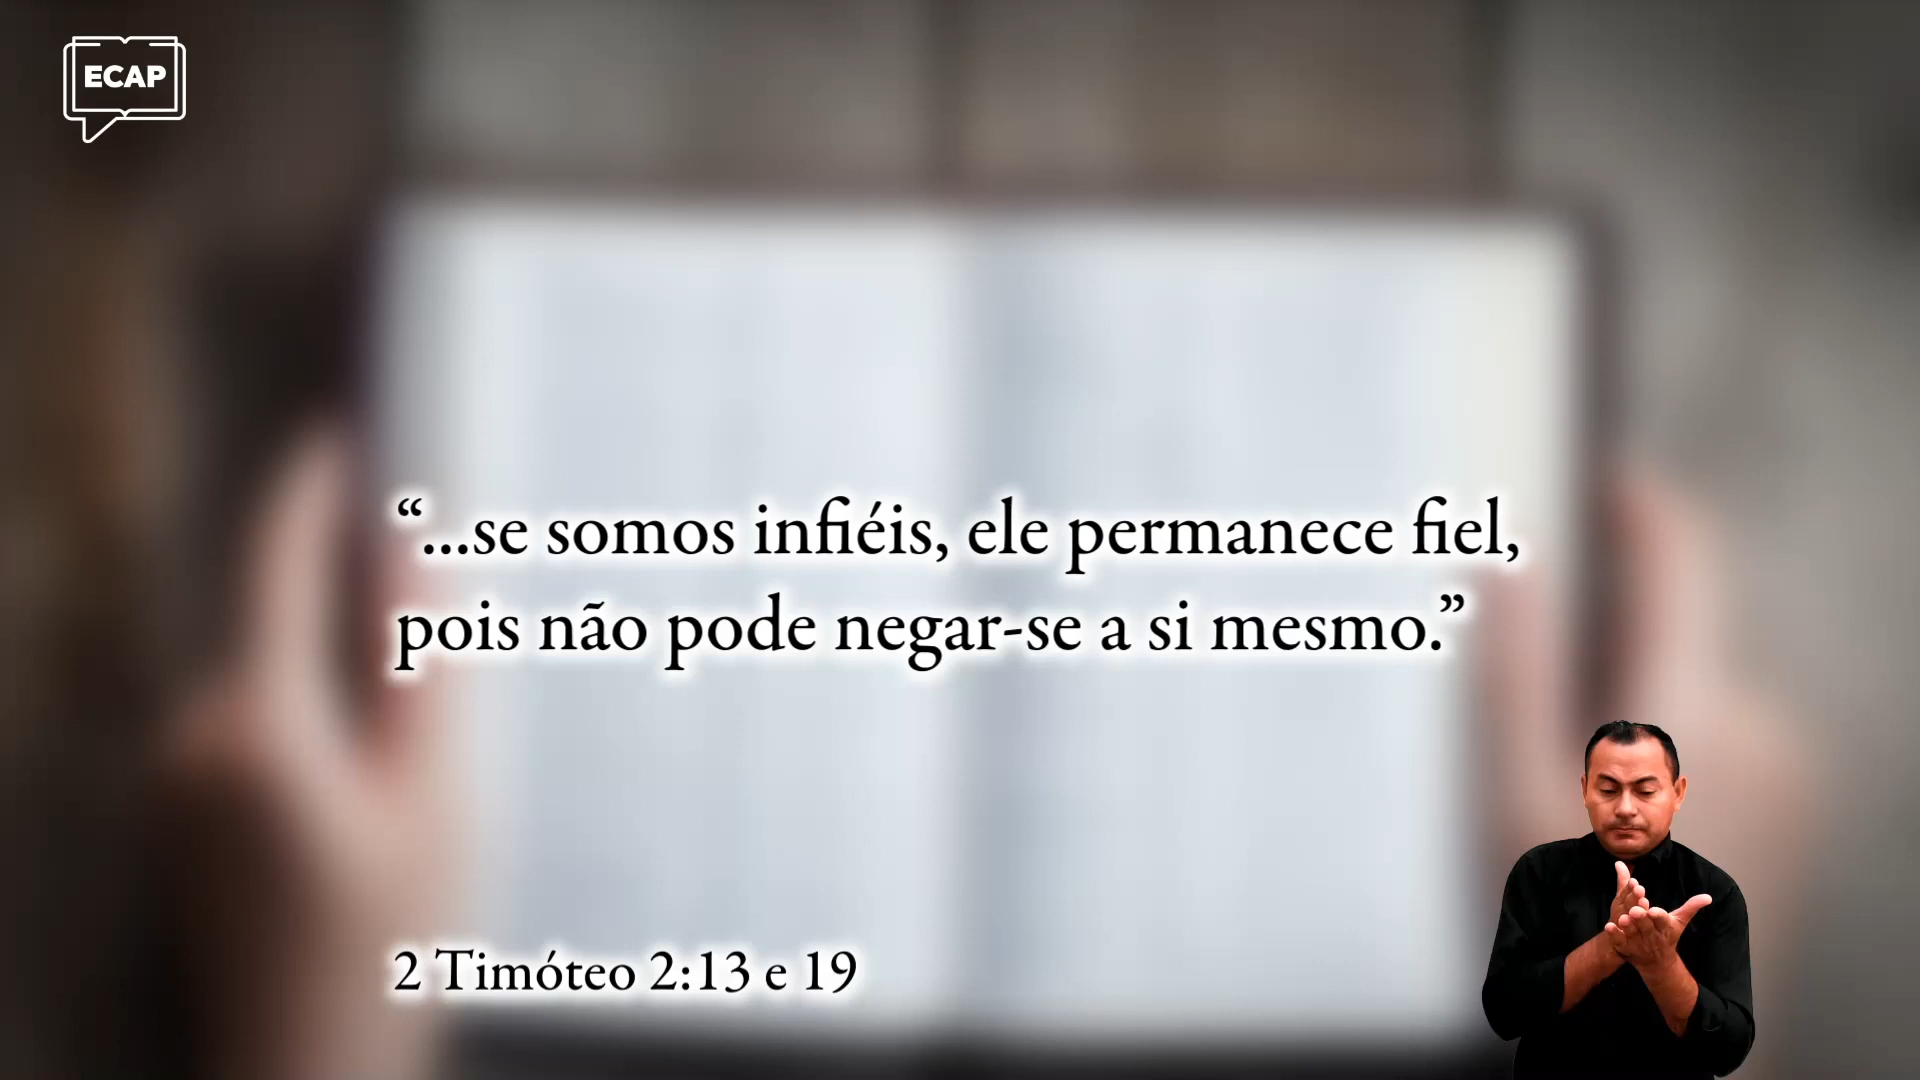 ECAP
“...se somos infiéis, ele permanece fiel,
pois não pode negar-se a si mesmo.”
2 Timóteo 2:13 e 19